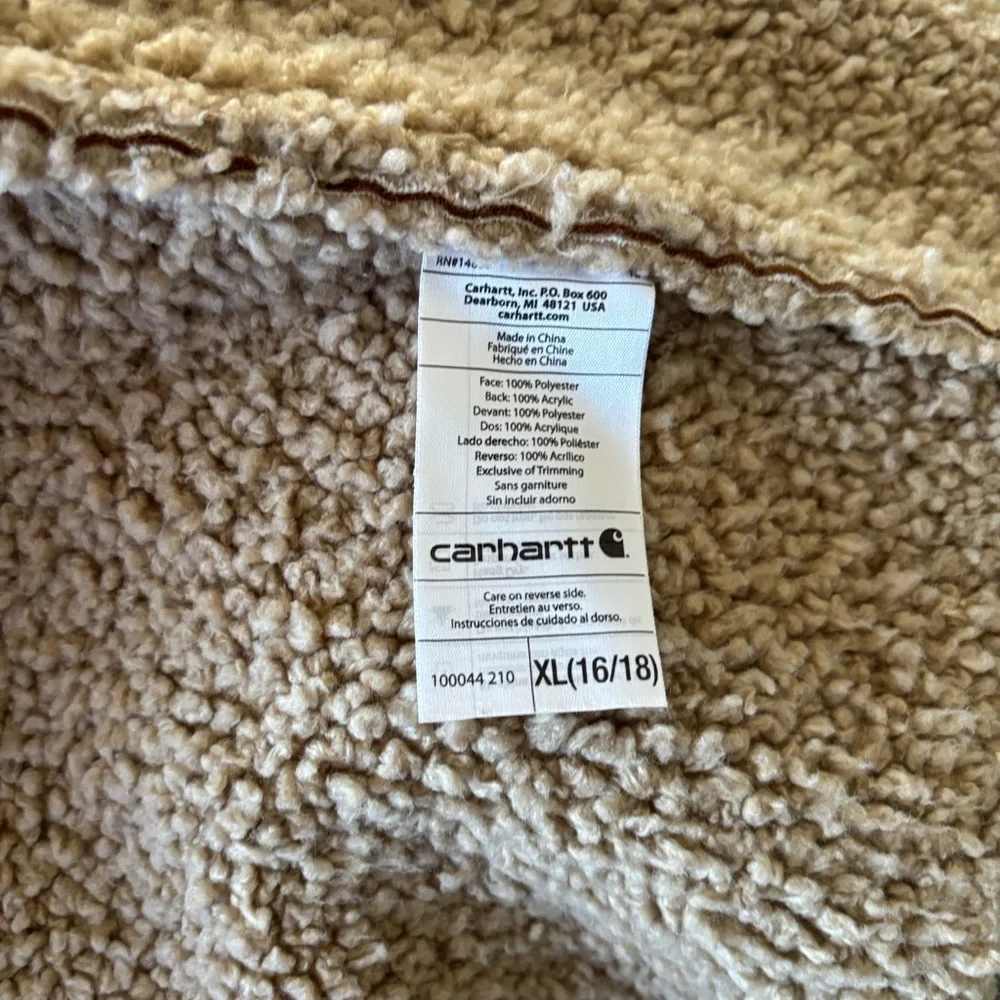 Carhartt, Inc. P.O. Box 600
Dearborn, MI 48121 USA
carhartt.com
Made in China
Fabriqué en Chine
Hecho en China
Face: 100% Polyester
Back: 100% Acrylic
Devant: 100% Polyester
Dos: 100% Acrylique
Lado derecho: 100% Poliéster
Reverso: 100% Acrílico
Exclusive of Trimming
Sans garniture
Sin incluir adorno
carhartt
Care on reverse side.
Entretien au verso.
Instrucciones de cuidado al dorso.
100044 210
XL(16/18)